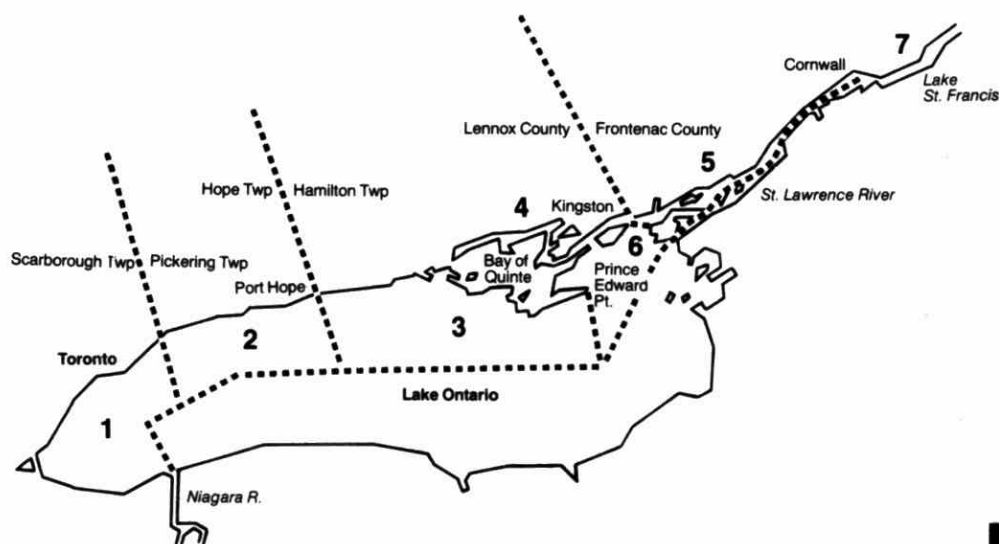 7
Cornwall
Lake
St. Francis
Lennox County
Frontenac County
5
St. Lawrence River
Hope Twp
Hamilton Twp
4
Kingston
6
Scarborough Twp
Pickering Twp
Bay of
Quinte
Prince
Edward
Pt.
Port Hope
2
3
Toronto
Lake Ontario
1
Niagara R.